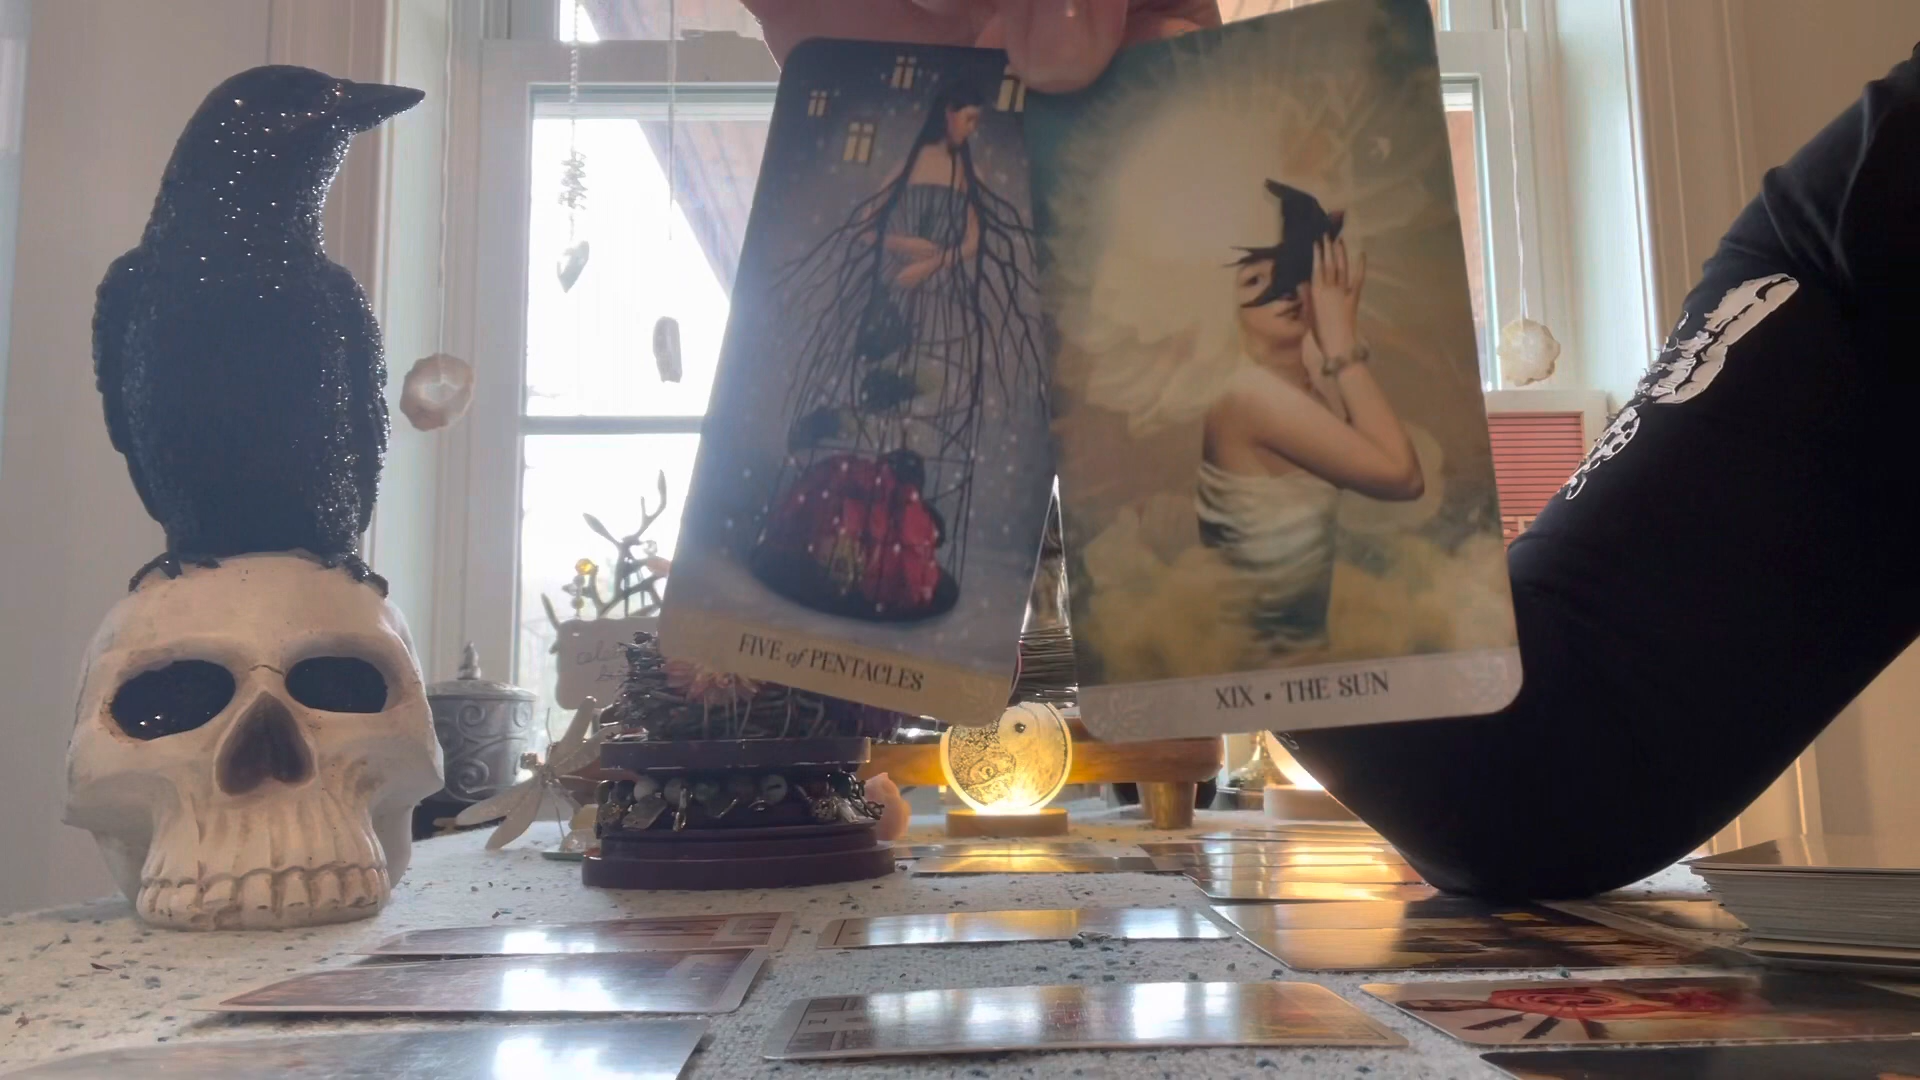 FIVE of PENTACLES
XIX • THE SUN